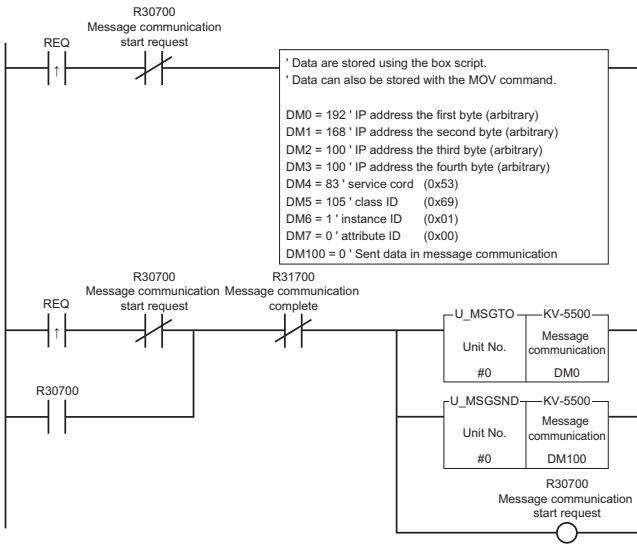 R30700
Message communication
start request
REQ
↑
' Data are stored using the box script.
' Data can also be stored with the MOV command.
DM0 = 192 ' IP address the first byte (arbitrary)
DM1 = 168 ' IP address the second byte (arbitrary)
DM2 = 100 ' IP address the third byte (arbitrary)
DM3 = 100 ' IP address the fourth byte (arbitrary)
DM4 = 83 ' service cord (0x53)
DM5 = 105 ' class ID (0x69)
DM6 = 1 ' instance ID (0x01)
DM7 = 0 ' attribute ID (0x00)
DM100 = 0 ' Sent data in message communication
R30700
Message communication
start request
R31700
Message communication
complete
REQ
↑
R30700
U_MSGTO KV-5500
Unit No.
#0
Message
communication
DM0
U_MSGSND KV-5500
Unit No.
#0
Message
communication
DM100
R30700
Message communication
start request